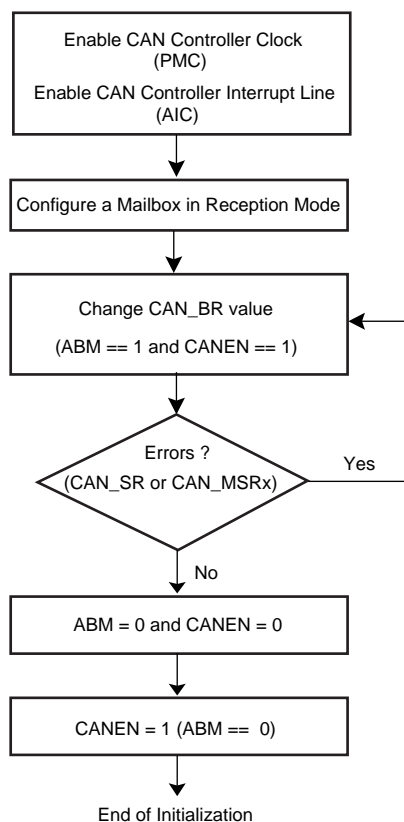 Enable CAN Controller Clock
(PMC)
Enable CAN Controller Interrupt Line
(AIC)
Configure a Mailbox in Reception Mode
Change CAN_BR value
(ABM == 1 and CANEN == 1)
Errors ?
(CAN_SR or CAN_MSRx)
Yes
No
ABM = 0 and CANEN = 0
CANEN = 1 (ABM == 0)
End of Initialization